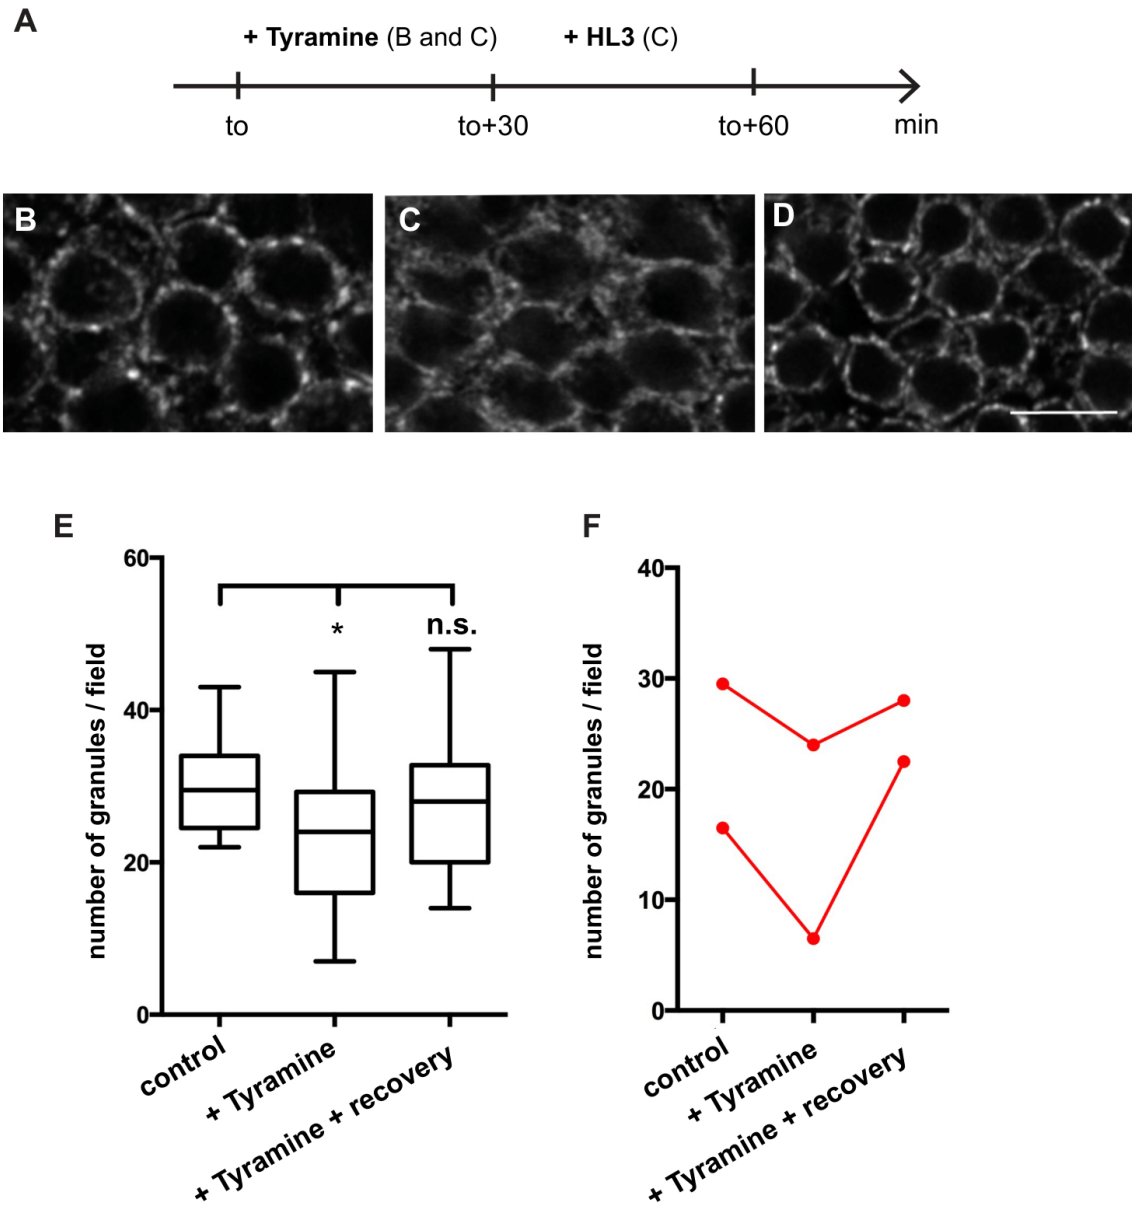 A
+ Tyramine (B and C)
+ HL3 (C)
to
to+30
to+60
min
B
C
D
E
60
40
20
0
number of granules / field
*
n.s.
control
+ Tyramine
+ Tyramine + recovery
F
40
30
20
10
0
number of granules / field
control
+ Tyramine
+ Tyramine + recovery